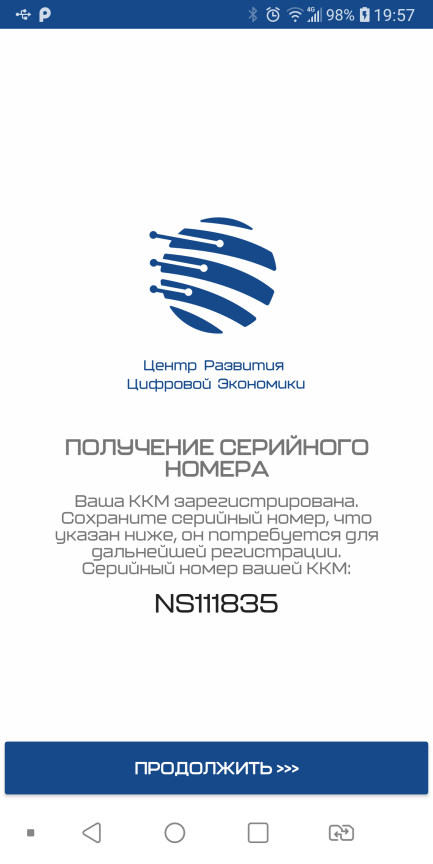 4G 98% 19:57
Центр Развития
Цифровой Экономики
ПОЛУЧЕНИЕ СЕРИЙНОГО
НОМЕРА
Ваша ККМ зарегистрирована.
Сохраните серийный номер, что
указан ниже, он потребуется для
дальнейшей регистрации.
Серийный номер вашей ККМ:
NS111835
ПРОДОЛЖИТЬ >>>